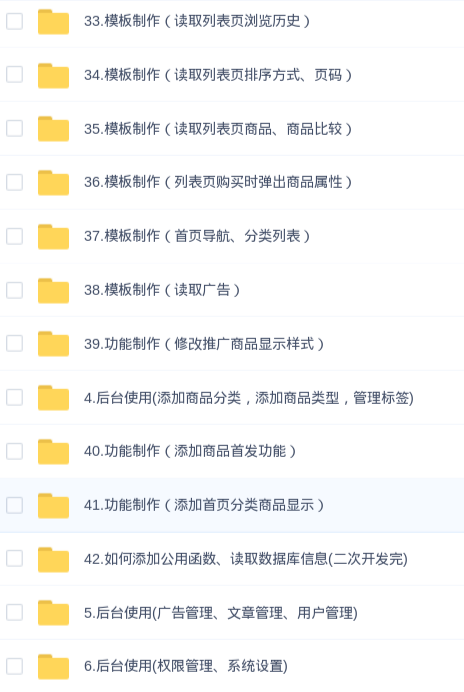 33.模板制作（读取列表页浏览历史）
34.模板制作（读取列表页排序方式、页码）
35.模板制作（读取列表页商品、商品比较）
36.模板制作（列表页购买时弹出商品属性）
37.模板制作（首页导航、分类列表）
38.模板制作（读取广告）
39.功能制作（修改推广商品显示样式）
4.后台使用(添加商品分类，添加商品类型，管理标签)
40.功能制作（添加商品首发功能）
41.功能制作（添加首页分类商品显示）
42.如何添加公用函数、读取数据库信息(二次开发完)
5.后台使用(广告管理、文章管理、用户管理)
6.后台使用(权限管理、系统设置)